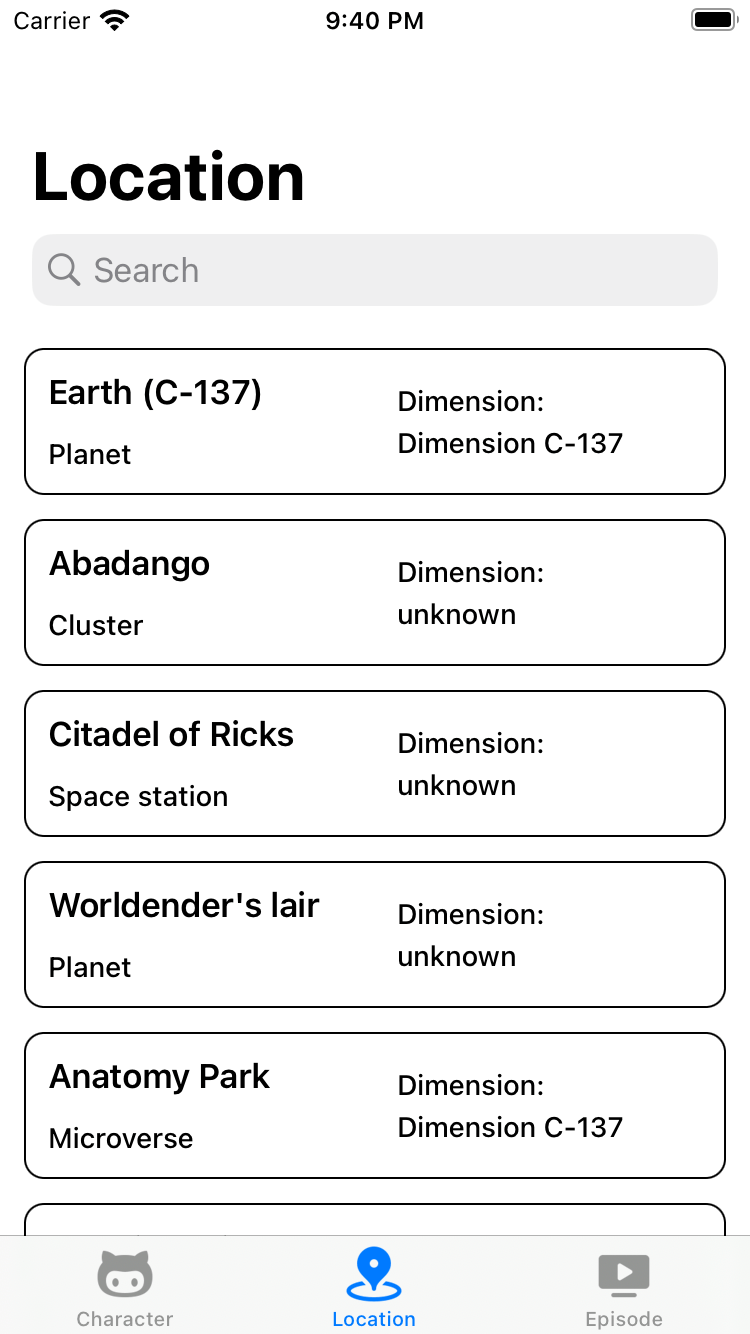 Carrier 9:40 PM
Location
Search
Earth (C-137)
Planet
Dimension:
Dimension C-137
Abadango
Cluster
Dimension:
unknown
Citadel of Ricks
Space station
Dimension:
unknown
Worldender's lair
Planet
Dimension:
unknown
Anatomy Park
Microverse
Dimension:
Dimension C-137
Character
Location
Episode